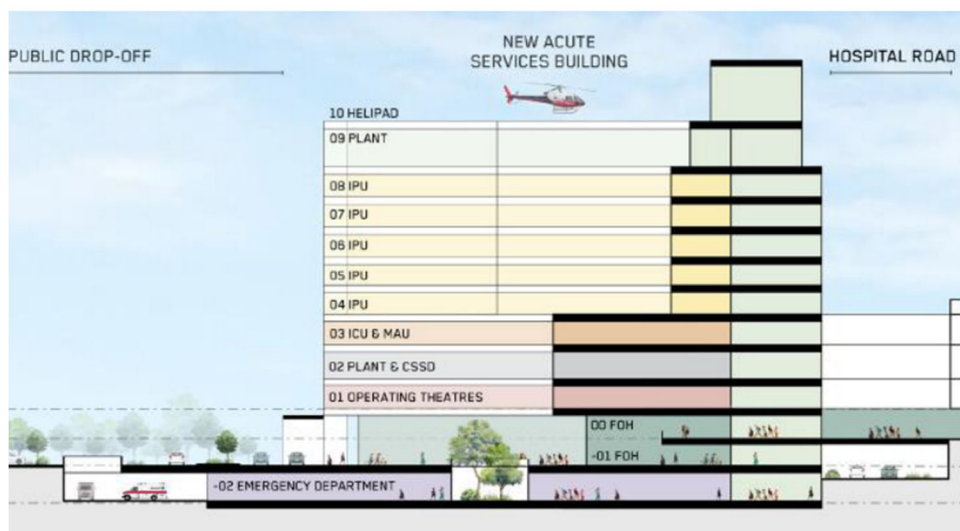 PUBLIC DROP-OFF
NEW ACUTE
SERVICES BUILDING
HOSPITAL ROAD
10 HELIPAD
09 PLANT
08 IPU
07 IPU
06 IPU
05 IPU
04 IPU
03 ICU & MAU
02 PLANT & CSSD
01 OPERATING THEATRES
00 FOH
-01 FOH
-02 EMERGENCY DEPARTMENT